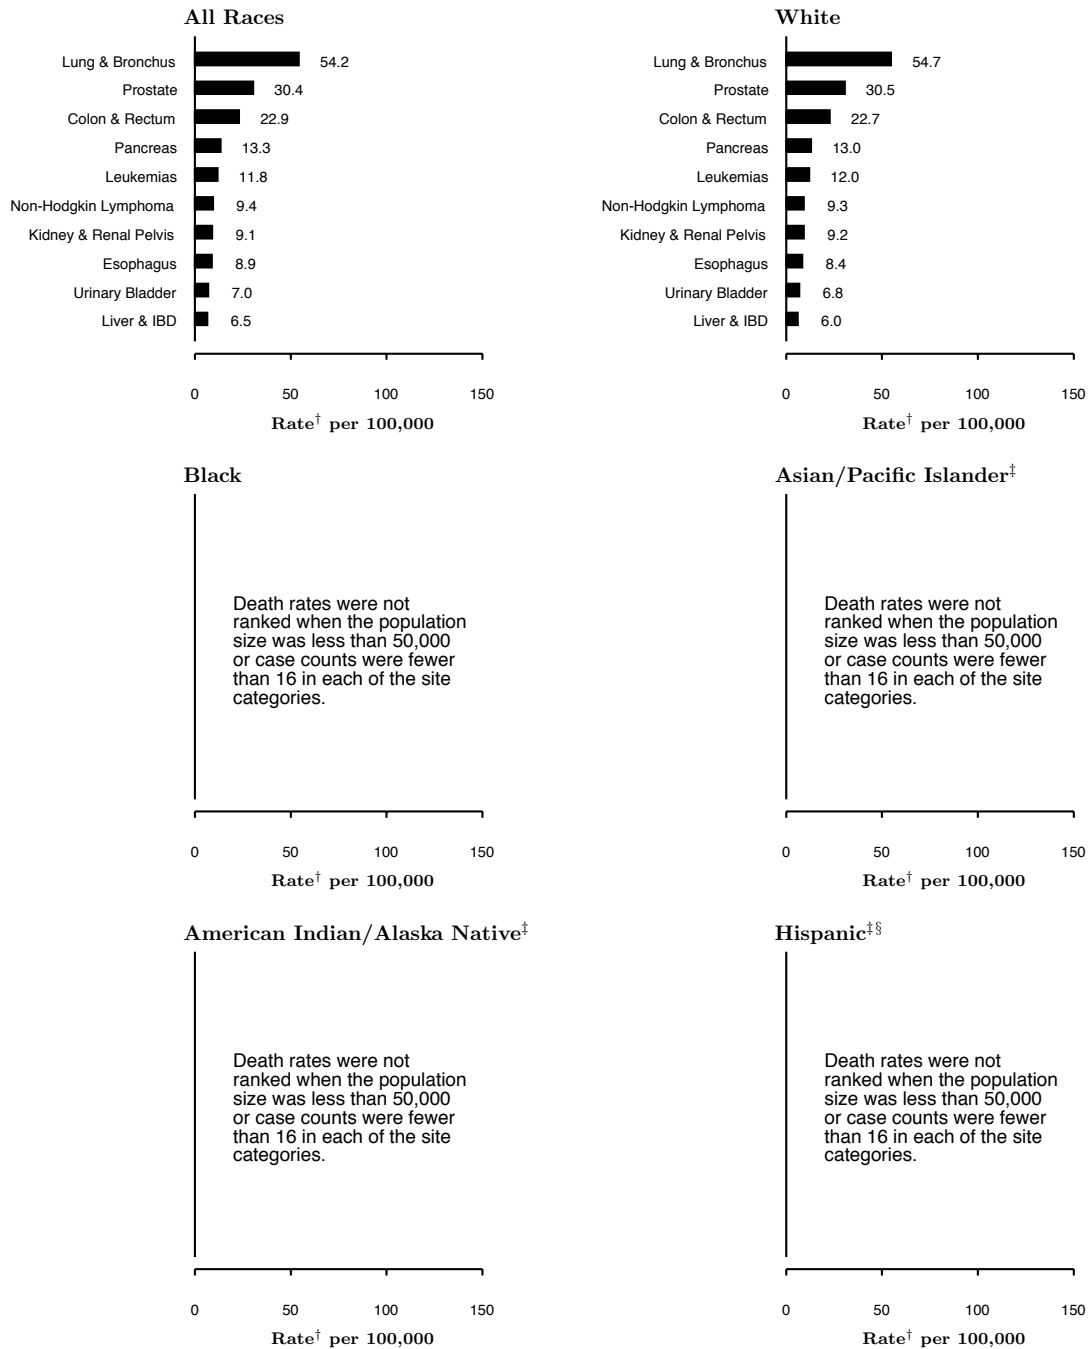 All Races
Lung & Bronchus 54.2
Prostate 30.4
Colon & Rectum 22.9
Pancreas 13.3
Leukemias 11.8
Non-Hodgkin Lymphoma 9.4
Kidney & Renal Pelvis 9.1
Esophagus 8.9
Urinary Bladder 7.0
Liver & IBD 6.5
0 50 100 150
Rate† per 100,000
White
Lung & Bronchus 54.7
Prostate 30.5
Colon & Rectum 22.7
Pancreas 13.0
Leukemias 12.0
Non-Hodgkin Lymphoma 9.3
Kidney & Renal Pelvis 9.2
Esophagus 8.4
Urinary Bladder 6.8
Liver & IBD 6.0
0 50 100 150
Rate† per 100,000
Black
Death rates were not
ranked when the population
size was less than 50,000
or case counts were fewer
than 16 in each of the site
categories.
0 50 100 150
Rate† per 100,000
Asian/Pacific Islander‡
Death rates were not
ranked when the population
size was less than 50,000
or case counts were fewer
than 16 in each of the site
categories.
0 50 100 150
Rate† per 100,000
American Indian/Alaska Native‡
Death rates were not
ranked when the population
size was less than 50,000
or case counts were fewer
than 16 in each of the site
categories.
0 50 100 150
Rate† per 100,000
Hispanic‡§
Death rates were not
ranked when the population
size was less than 50,000
or case counts were fewer
than 16 in each of the site
categories.
0 50 100 150
Rate† per 100,000